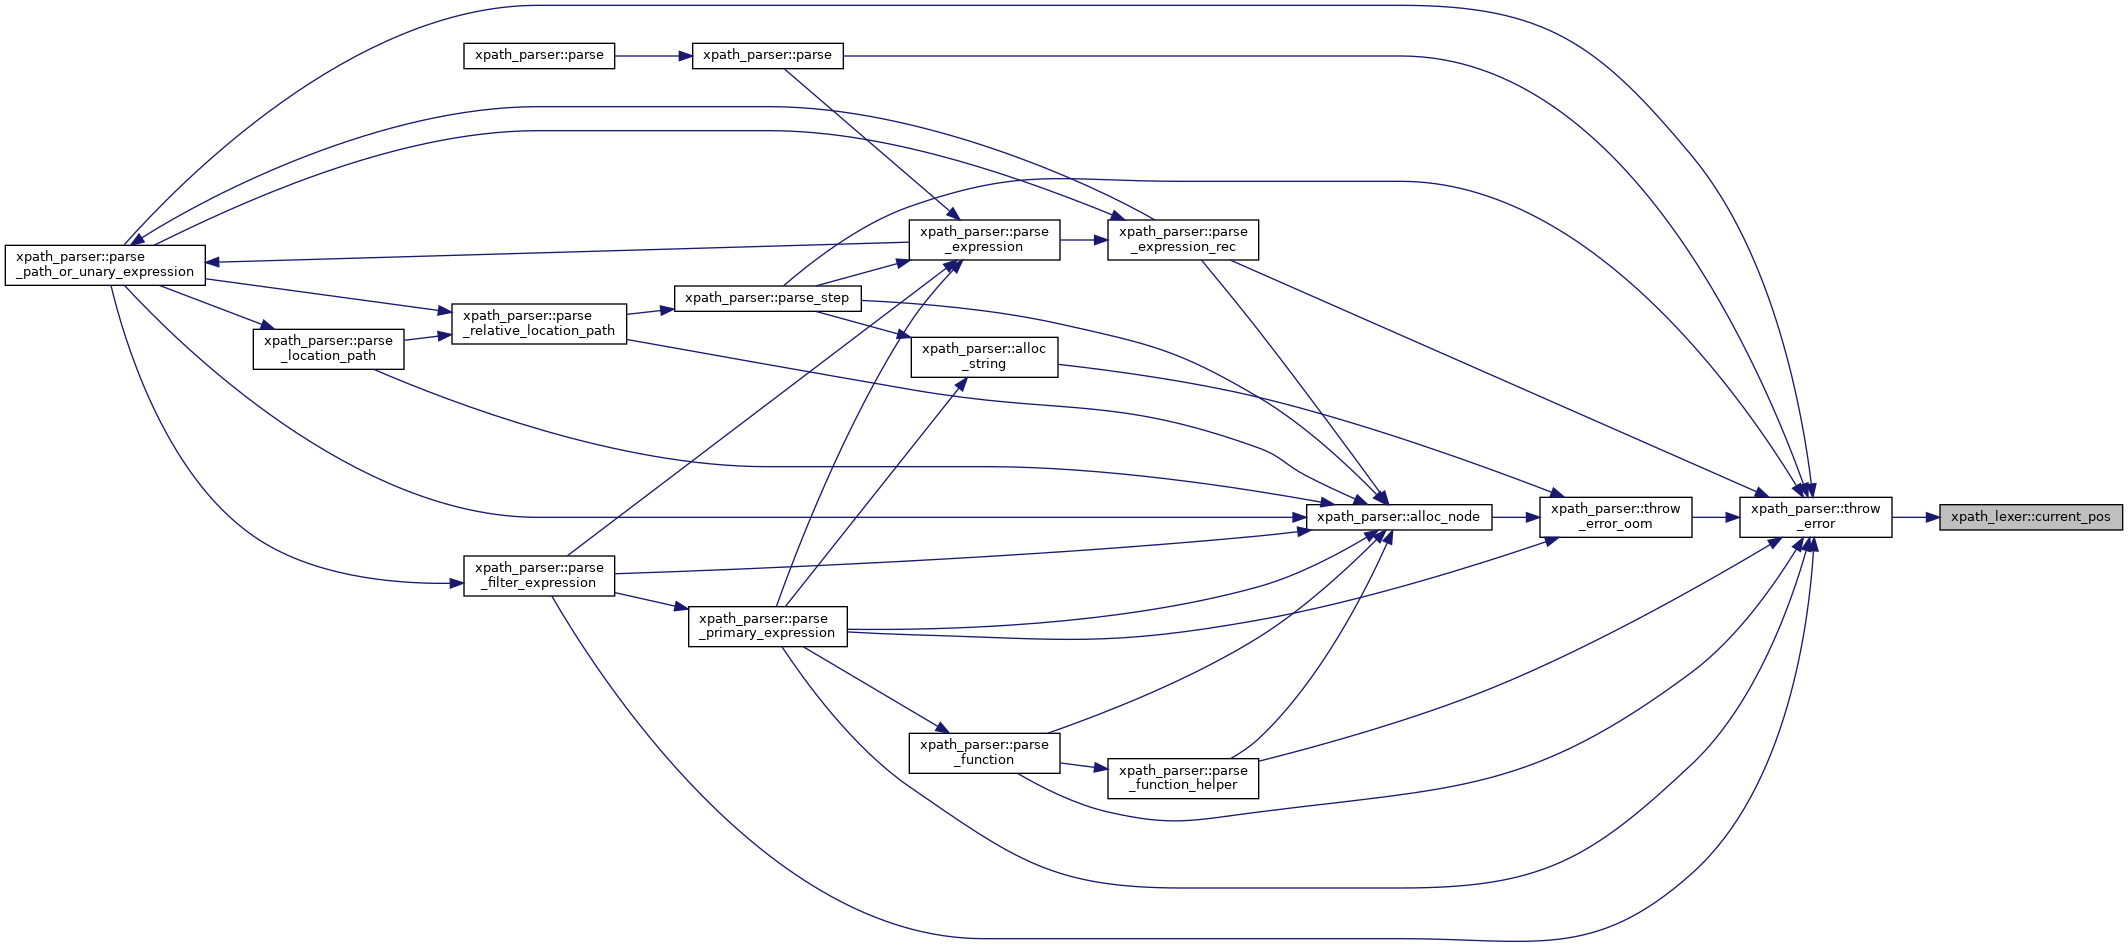 xpath_parser::parse
xpath_parser::parse
xpath_parser::parse
_path_or_unary_expression
xpath_parser::parse
_expression
xpath_parser::parse
_expression_rec
xpath_parser::parse_step
xpath_parser::parse
_relative_location_path
xpath_parser::parse
_location_path
xpath_parser::alloc
_string
xpath_parser::alloc_node
xpath_parser::throw
_error_oom
xpath_parser::throw
_error
xpath_lexer::current_pos
xpath_parser::parse
_filter_expression
xpath_parser::parse
_primary_expression
xpath_parser::parse
_function
xpath_parser::parse
_function_helper